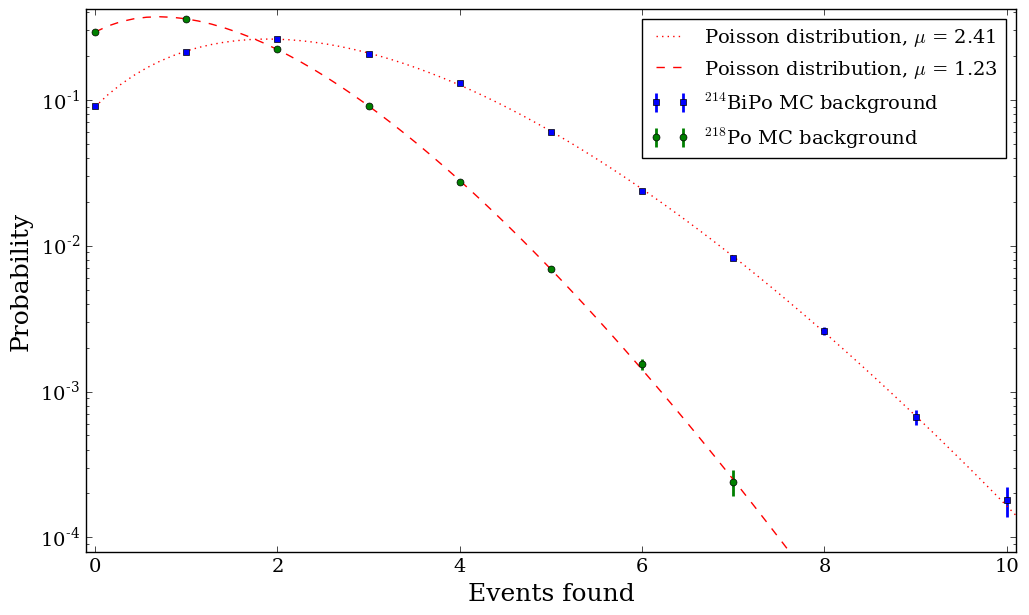 Poisson distribution, μ = 2.41
Poisson distribution, μ = 1.23
²¹⁴BiPo MC background
²¹⁸Po MC background
10⁻¹
10⁻²
10⁻³
10⁻⁴
Probability
0 2 4 6 8 10
Events found